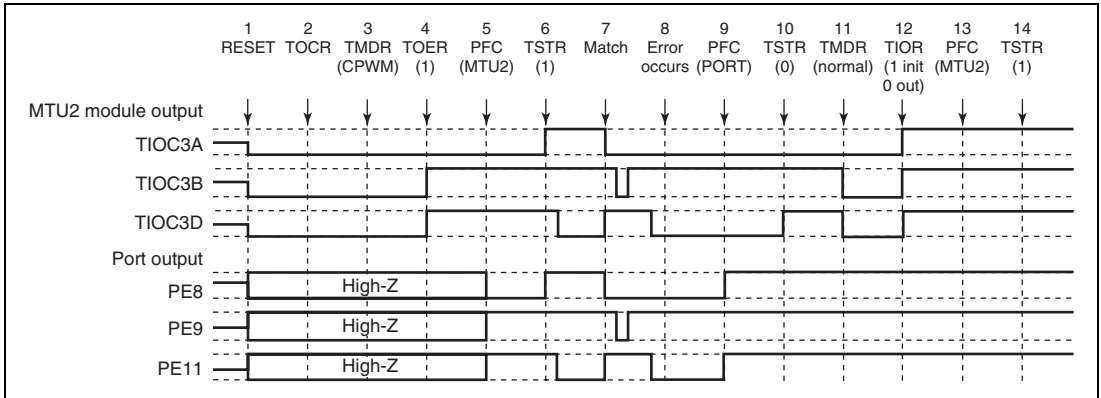 1 2 3 4 5 6 7 8 9 10 11 12 13 14
RESET TOCR TMDR TOER PFC TSTR Match Error PFC TSTR TMDR TIOR PFC TSTR
(CPWM) (1) (MTU2) (1) occurs (PORT) (0) (normal) (1 init (MTU2) (1)
0 out)
MTU2 module output
TIOC3A
TIOC3B
TIOC3D
Port output
PE8 High-Z
PE9 High-Z
PE11 High-Z